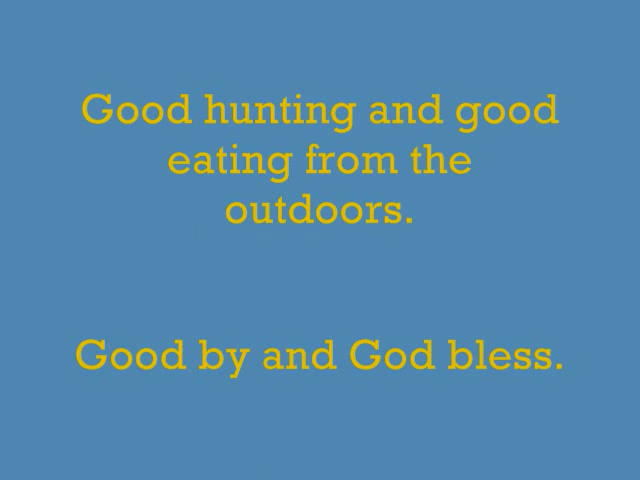 Good hunting and good
eating from the
outdoors.
Good by and God bless.